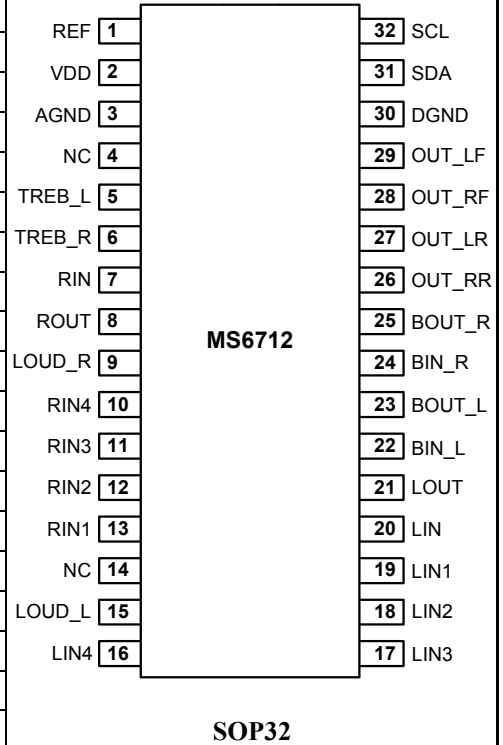 REF 1 32 SCL
VDD 2 31 SDA
AGND 3 30 DGND
NC 4 29 OUT_LF
TREB_L 5 28 OUT_RF
TREB_R 6 27 OUT_LR
RIN 7 26 OUT_RR
ROUT 8 25 BOUT_R
MS6712
LOUD_R 9 24 BIN_R
RIN4 10 23 BOUT_L
RIN3 11 22 BIN_L
RIN2 12 21 LOUT
RIN1 13 20 LIN
NC 14 19 LIN1
LOUD_L 15 18 LIN2
LIN4 16 17 LIN3
SOP32